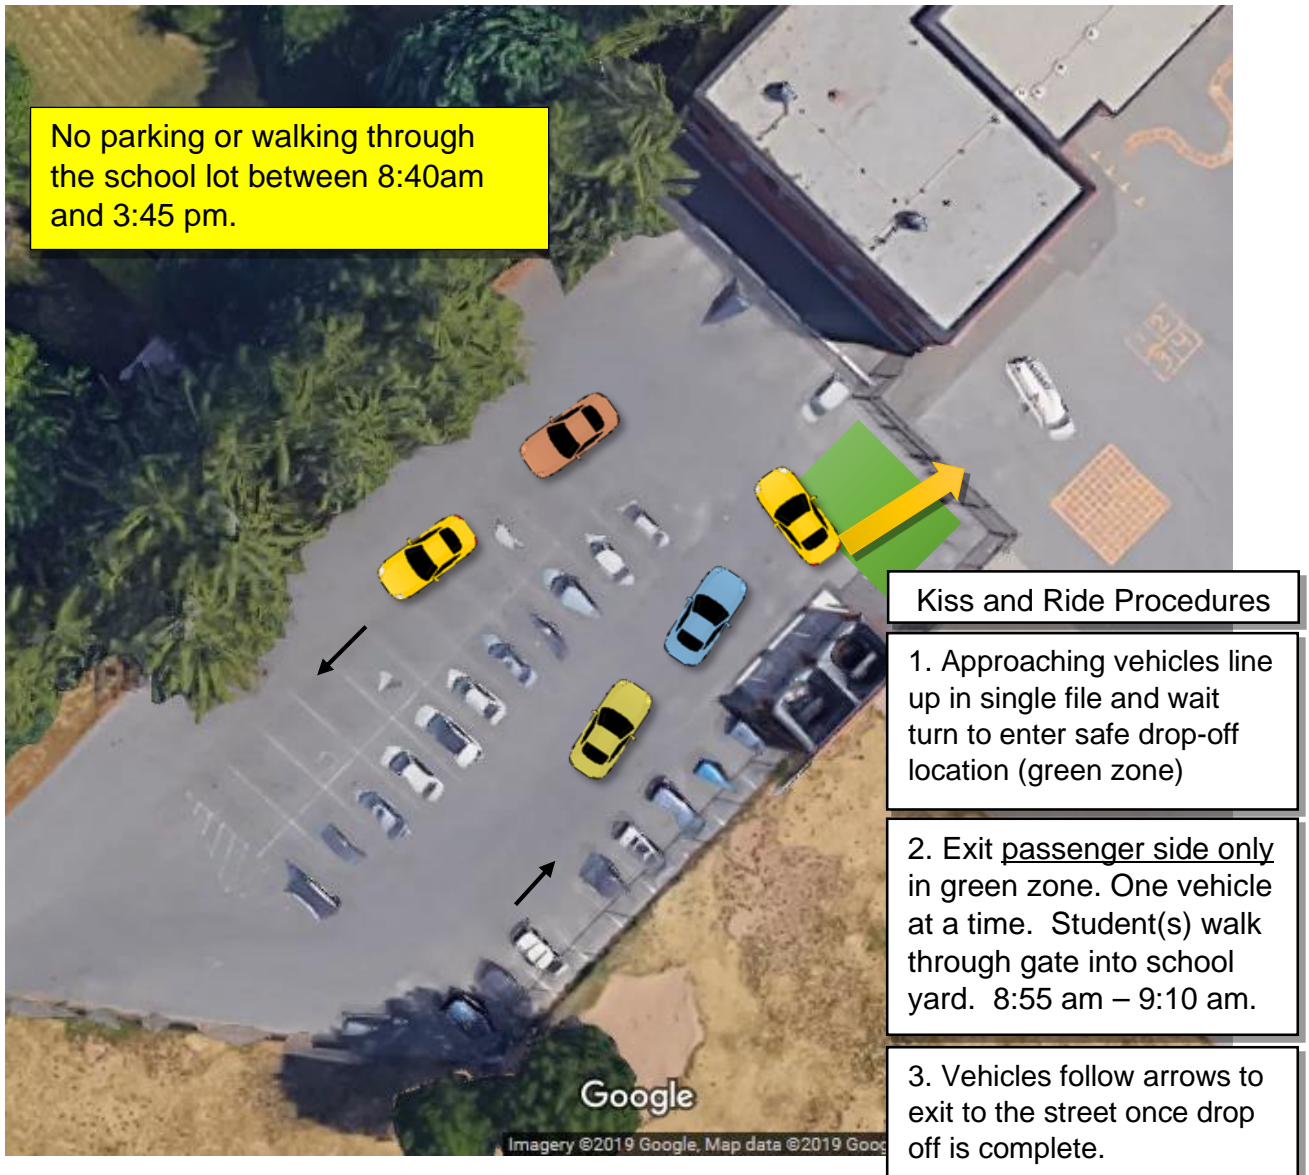 No parking or walking through
the school lot between 8:40am
and 3:45 pm.
Kiss and Ride Procedures
1. Approaching vehicles line
up in single file and wait
turn to enter safe drop-off
location (green zone)
2. Exit passenger side only
in green zone. One vehicle
at a time.  Student(s) walk
through gate into school
yard.  8:55 am – 9:10 am.
3. Vehicles follow arrows to
exit to the street once drop
off is complete.
Google
Imagery ©2019 Google, Map data ©2019